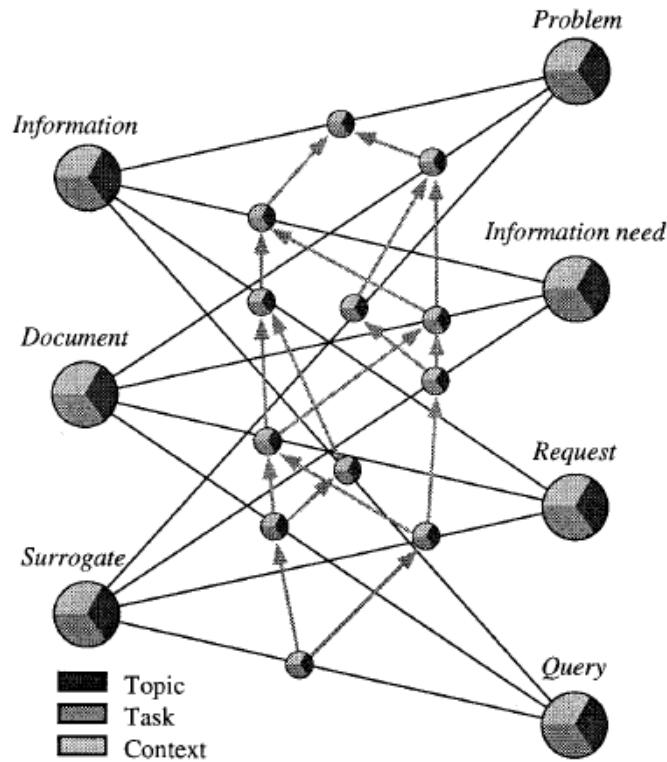 Problem
Information
Information need
Document
Request
Surrogate
Query
Topic
Task
Context